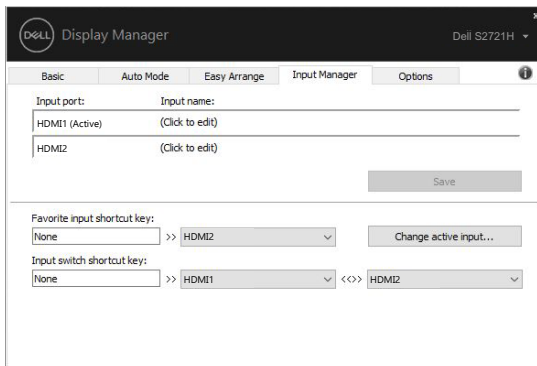 DELL Display Manager
Dell S2721H
Basic Auto Mode Easy Arrange Input Manager Options
Input port: Input name:
HDMI1 (Active) (Click to edit)
HDMI2 (Click to edit)
Save
Favorite input shortcut key:
None >> HDMI2 Change active input...
Input switch shortcut key:
None >> HDMI1 <<>> HDMI2